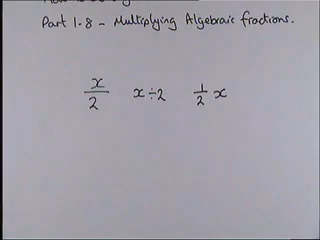 Part 1.8 - Multiplying Algebraic fractions.
x/2 x÷2 1/2 x